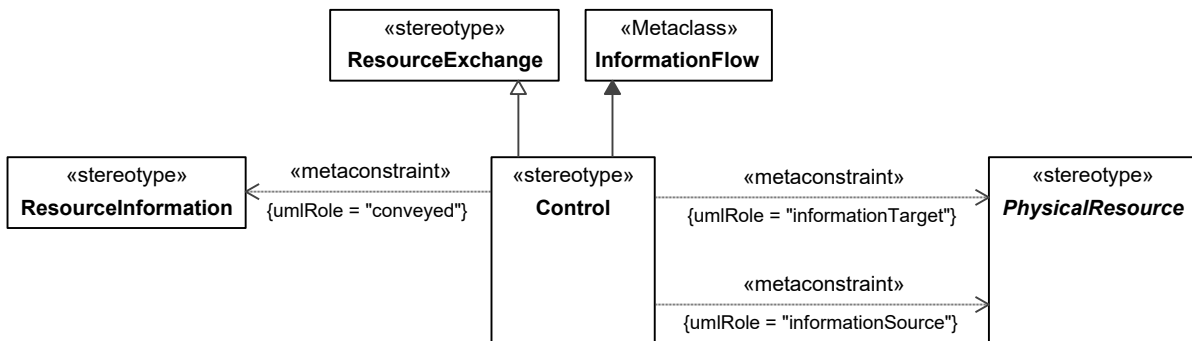 «stereotype»
ResourceExchange
«Metaclass»
InformationFlow
«stereotype»
ResourceInformation
«metaconstraint»
{umlRole = "conveyed"}
«stereotype»
Control
«metaconstraint»
{umlRole = "informationTarget"}
«metaconstraint»
{umlRole = "informationSource"}
«stereotype»
PhysicalResource